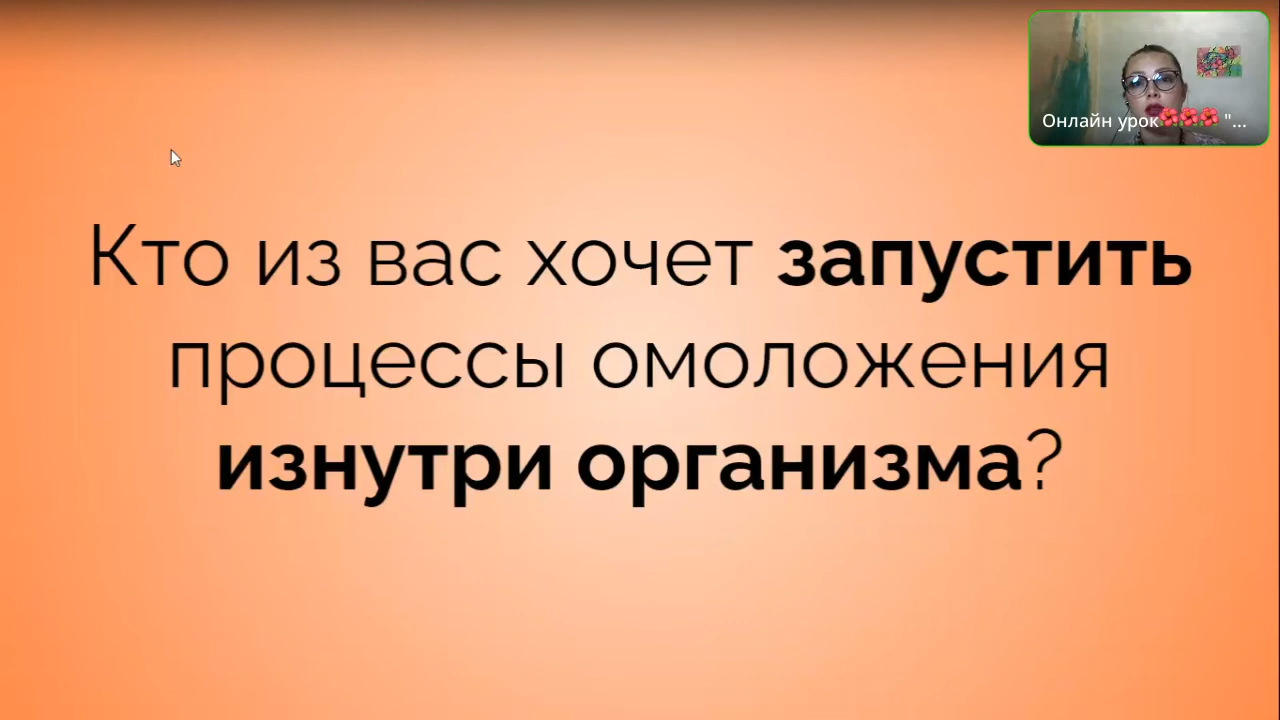 Онлайн урок🌺🌺🌺 "...
Кто из вас хочет запустить
процессы омоложения
изнутри организма?